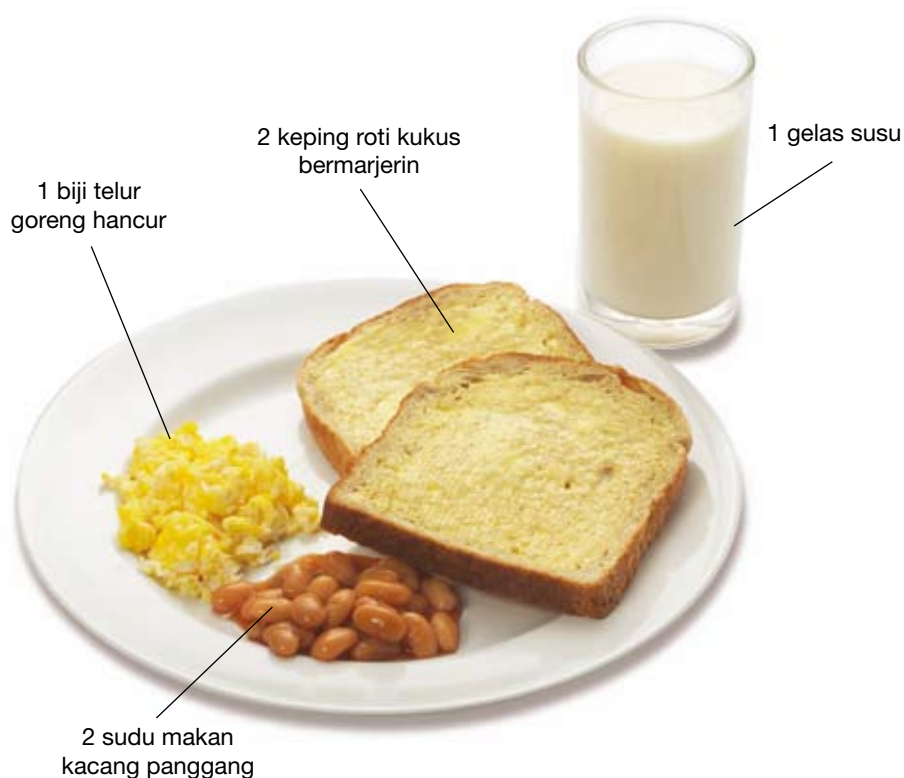 2 keping roti kukus
bermarjerin
1 gelas susu
1 biji telur
goreng hancur
2 sudu makan
kacang panggang